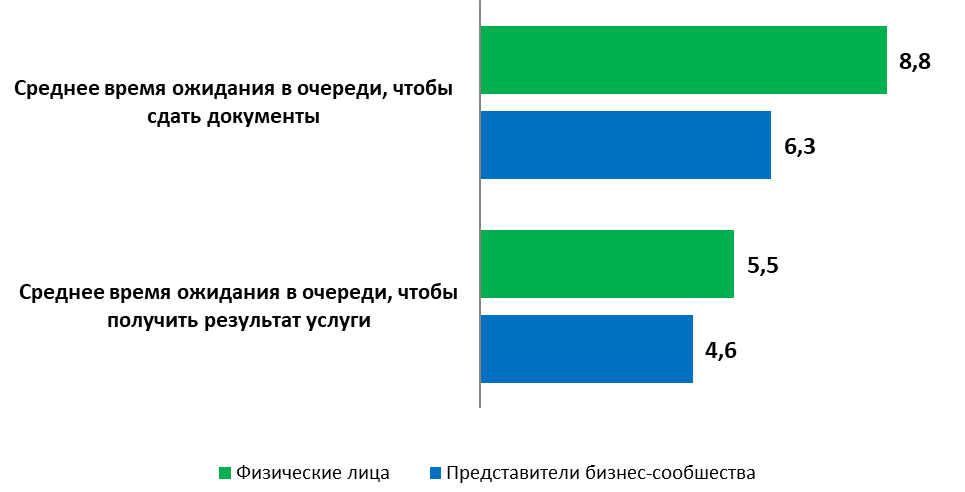 Среднее время ожидания в очереди, чтобы
сдать документы
8,8
6,3
Среднее время ожидания в очереди, чтобы
получить результат услуги
5,5
4,6
Физические лица
Представители бизнес-сообшества